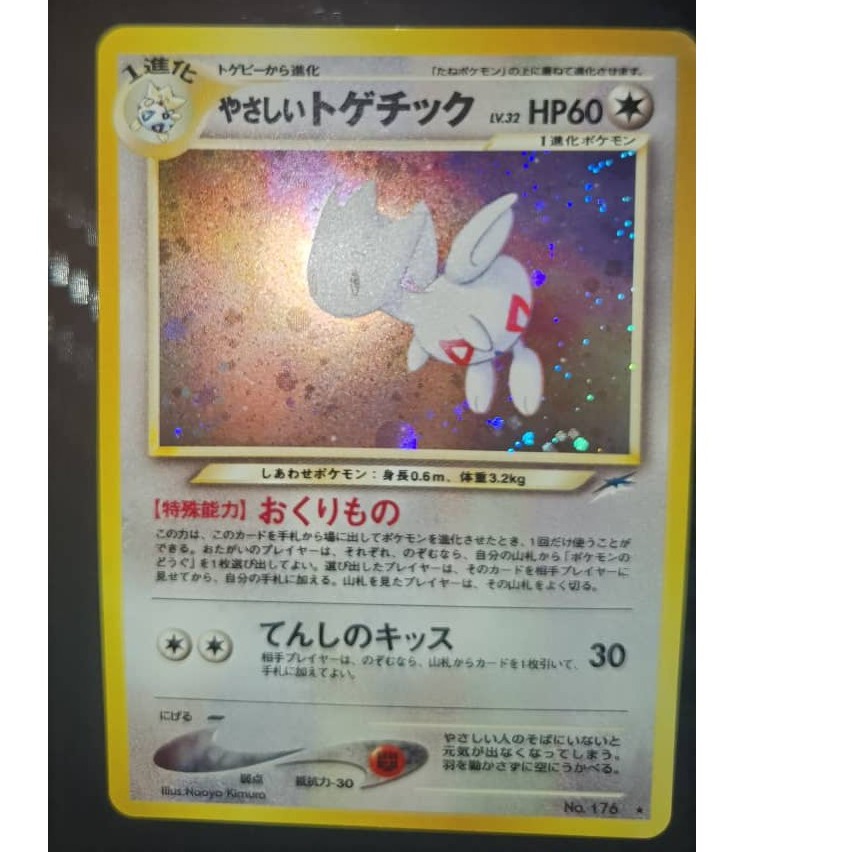 1進化
トゲピーから進化
「たねポケモン」の上に重ねて進化させます。
やさしいトゲチック LV.32 HP60
1進化ポケモン
しあわせポケモン：身長0.6m、体重3.2kg
【特殊能力】おくりもの
この力は、このカードを手札から場に出してポケモンを進化させたとき、1回だけ使うことが
できる。おたがいのプレイヤーは、それぞれ、のぞむなら、自分の山札から「ポケモンの
どうぐ」を1枚選び出してよい。選び出したプレイヤーは、そのカードを相手プレイヤーに
見せてから、自分の手札に加える。山札を見たプレイヤーは、その山札をよく切る。
てんしのキッス 30
相手プレイヤーは、のぞむなら、山札からカードを1枚引いて、
手札に加えてよい。
にげる
弱点 抵抗力-30
やさしい人のそばにいないと
元気が出なくなってしまう。
羽を動かさずに空にうかべる。
Illus.Naoyo Kimura
No. 176